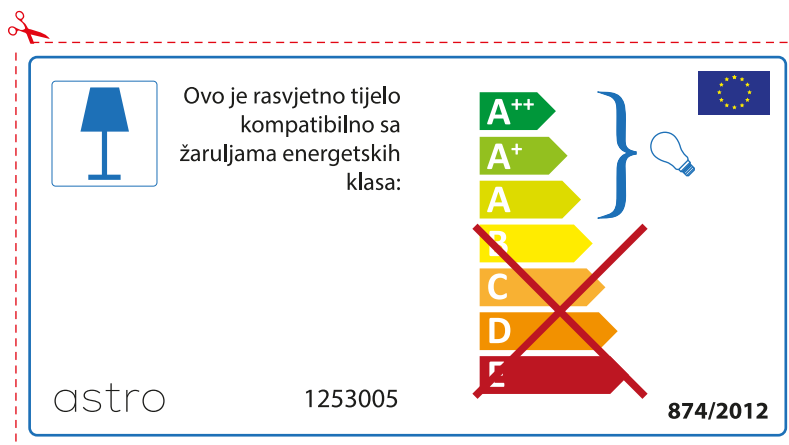 Ovo je rasvjetno tijelo
kompatibilno sa
žaruljama energetskih
klasa:
A++
A+
A
B
C
D
E
astro
1253005
874/2012